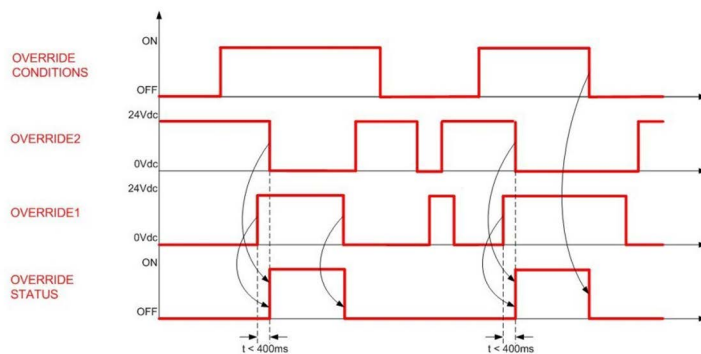 ON
OVERRIDE
CONDITIONS
OFF
24Vdc
OVERRIDE2
0Vdc
24Vdc
OVERRIDE1
0Vdc
ON
OVERRIDE
STATUS
OFF
t < 400ms
t < 400ms